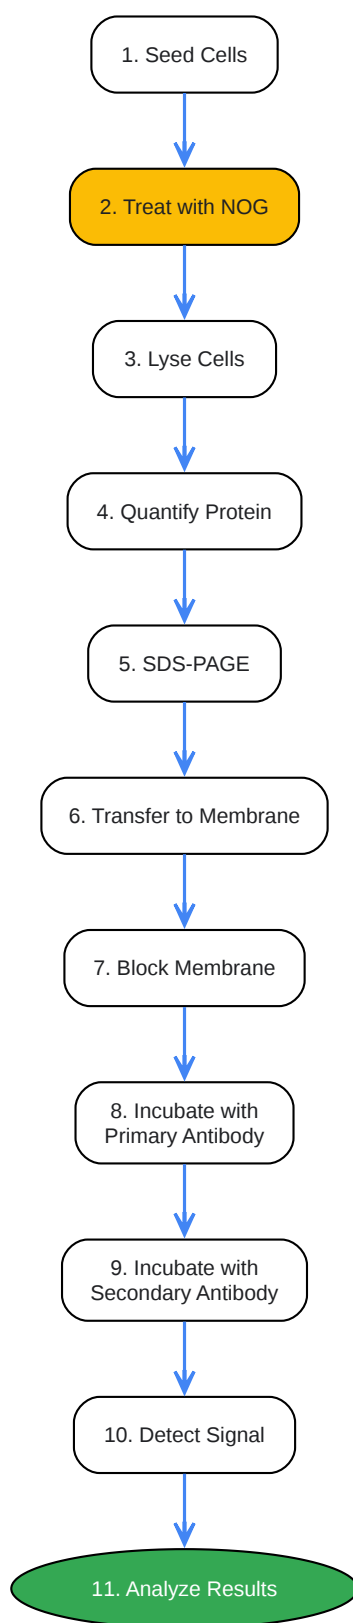 1. Seed Cells
2. Treat with NOG
3. Lyse Cells
4. Quantify Protein
5. SDS-PAGE
6. Transfer to Membrane
7. Block Membrane
8. Incubate with
Primary Antibody
9. Incubate with
Secondary Antibody
10. Detect Signal
11. Analyze Results